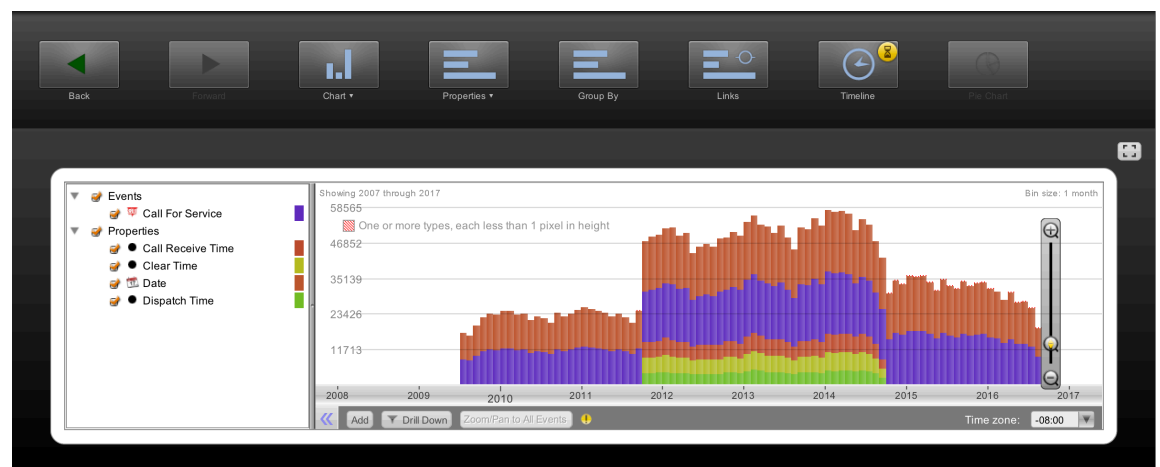 Back
Forward
Chart ▾
Properties ▾
Group By
Links
Timeline
Pie Chart
Events
Call For Service
Properties
Call Receive Time
Clear Time
Date
Dispatch Time
Showing 2007 through 2017
Bin size: 1 month
58565
One or more types, each less than 1 pixel in height
46852
35139
23426
11713
2008 2009 2010 2011 2012 2013 2014 2015 2016 2017
Add
Drill Down
Zoom/Pan to All Events
Time zone: -08:00